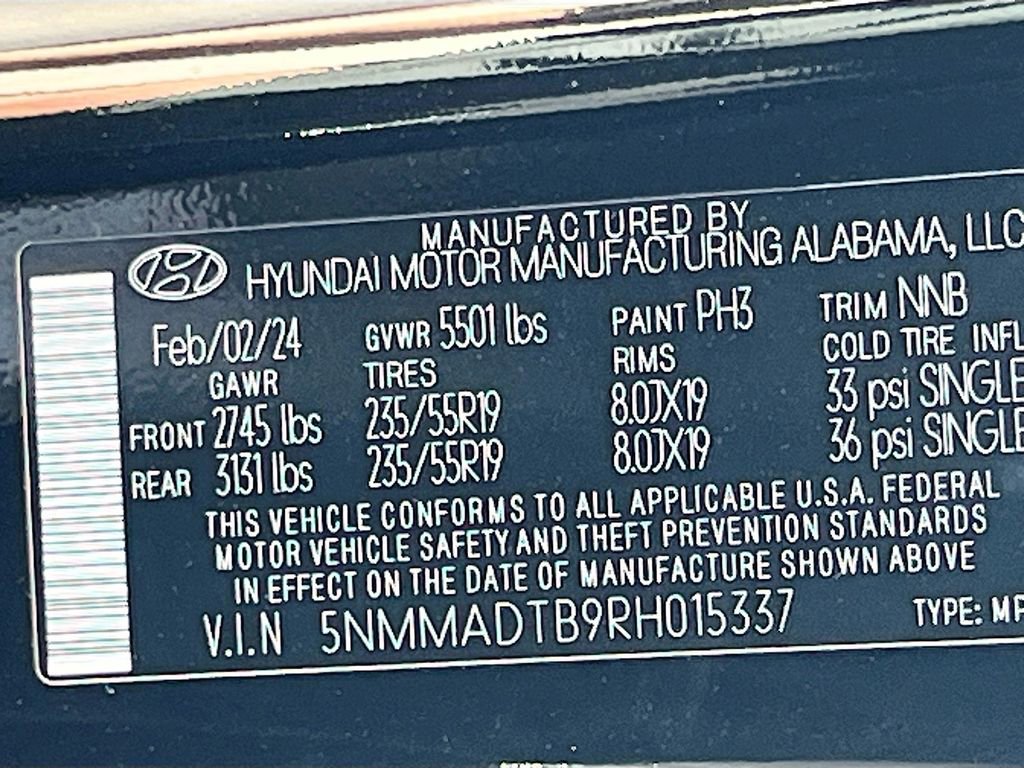 MANUFACTURED BY
HYUNDAI MOTOR MANUFACTURING ALABAMA, LLC
Feb/02/24 GVWR 5501 lbs PAINT PH3 TRIM NNB
GAWR TIRES RIMS COLD TIRE INFL
FRONT 2745 lbs 235/55R19 8.0JX19 33 psi SINGLE
REAR 3131 lbs 235/55R19 8.0JX19 36 psi SINGLE
THIS VEHICLE CONFORMS TO ALL APPLICABLE U.S.A. FEDERAL
MOTOR VEHICLE SAFETY AND THEFT PREVENTION STANDARDS
IN EFFECT ON THE DATE OF MANUFACTURE SHOWN ABOVE
V.I.N 5NMMADTB9RH015337 TYPE: MP